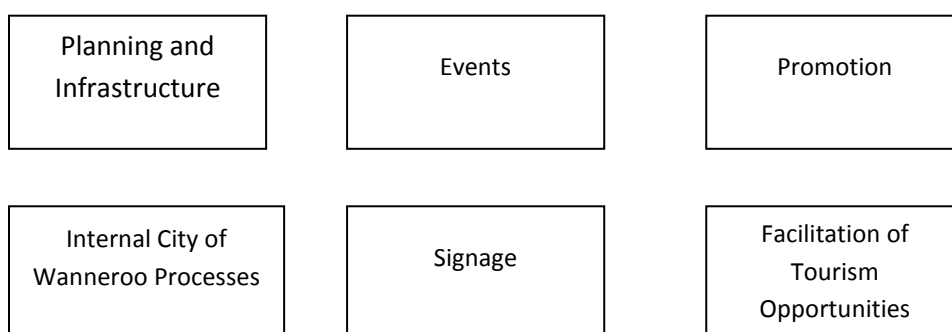 Planning and
Infrastructure
Events
Promotion
Internal City of
Wanneroo Processes
Signage
Facilitation of
Tourism
Opportunities